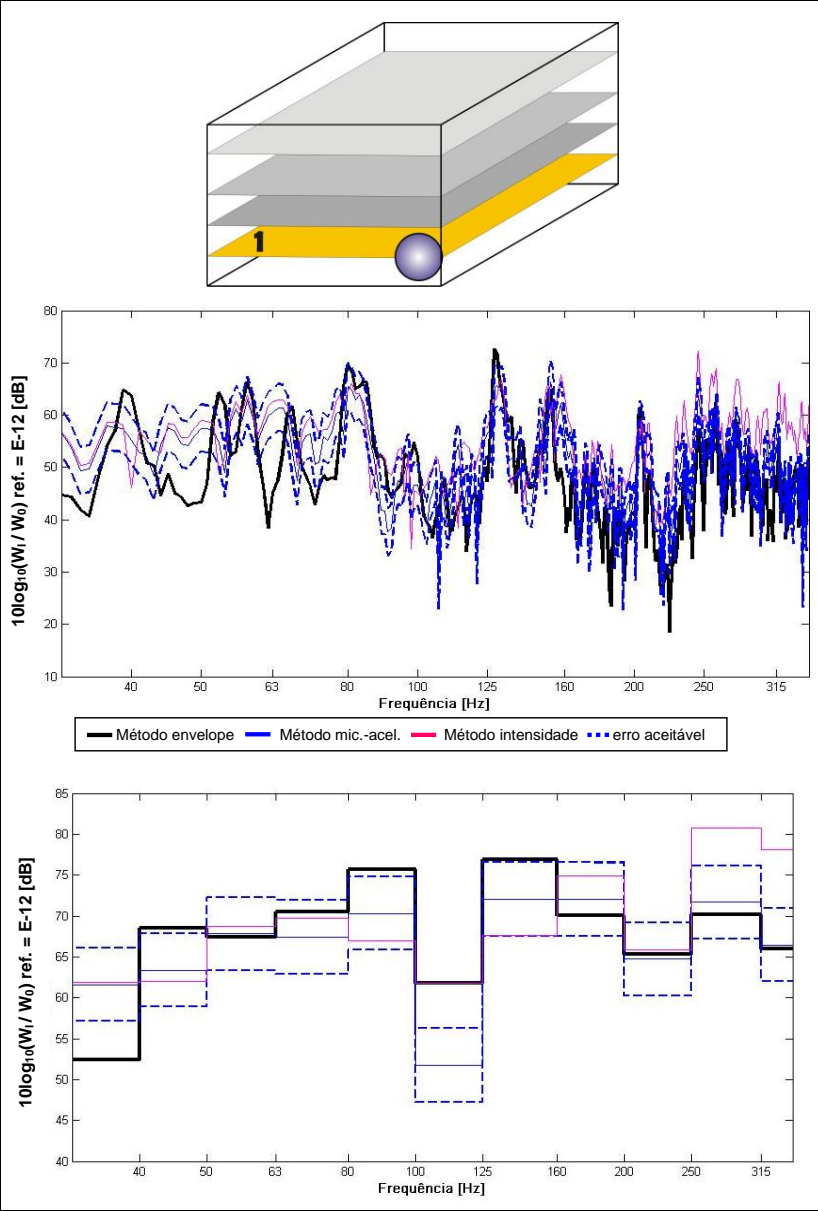 1
10log₁₀(Wᵢ / W₀) ref. = E-12 [dB]
80
70
60
50
40
30
20
10
40 50 63 80 100 125 160 200 250 315
Frequência [Hz]
Método envelope Método mic.-acel. Método intensidade erro aceitável
10log₁₀(Wᵢ / W₀) ref. = E-12 [dB]
85
80
75
70
65
60
55
50
45
40
40 50 63 80 100 125 160 200 250 315
Frequência [Hz]